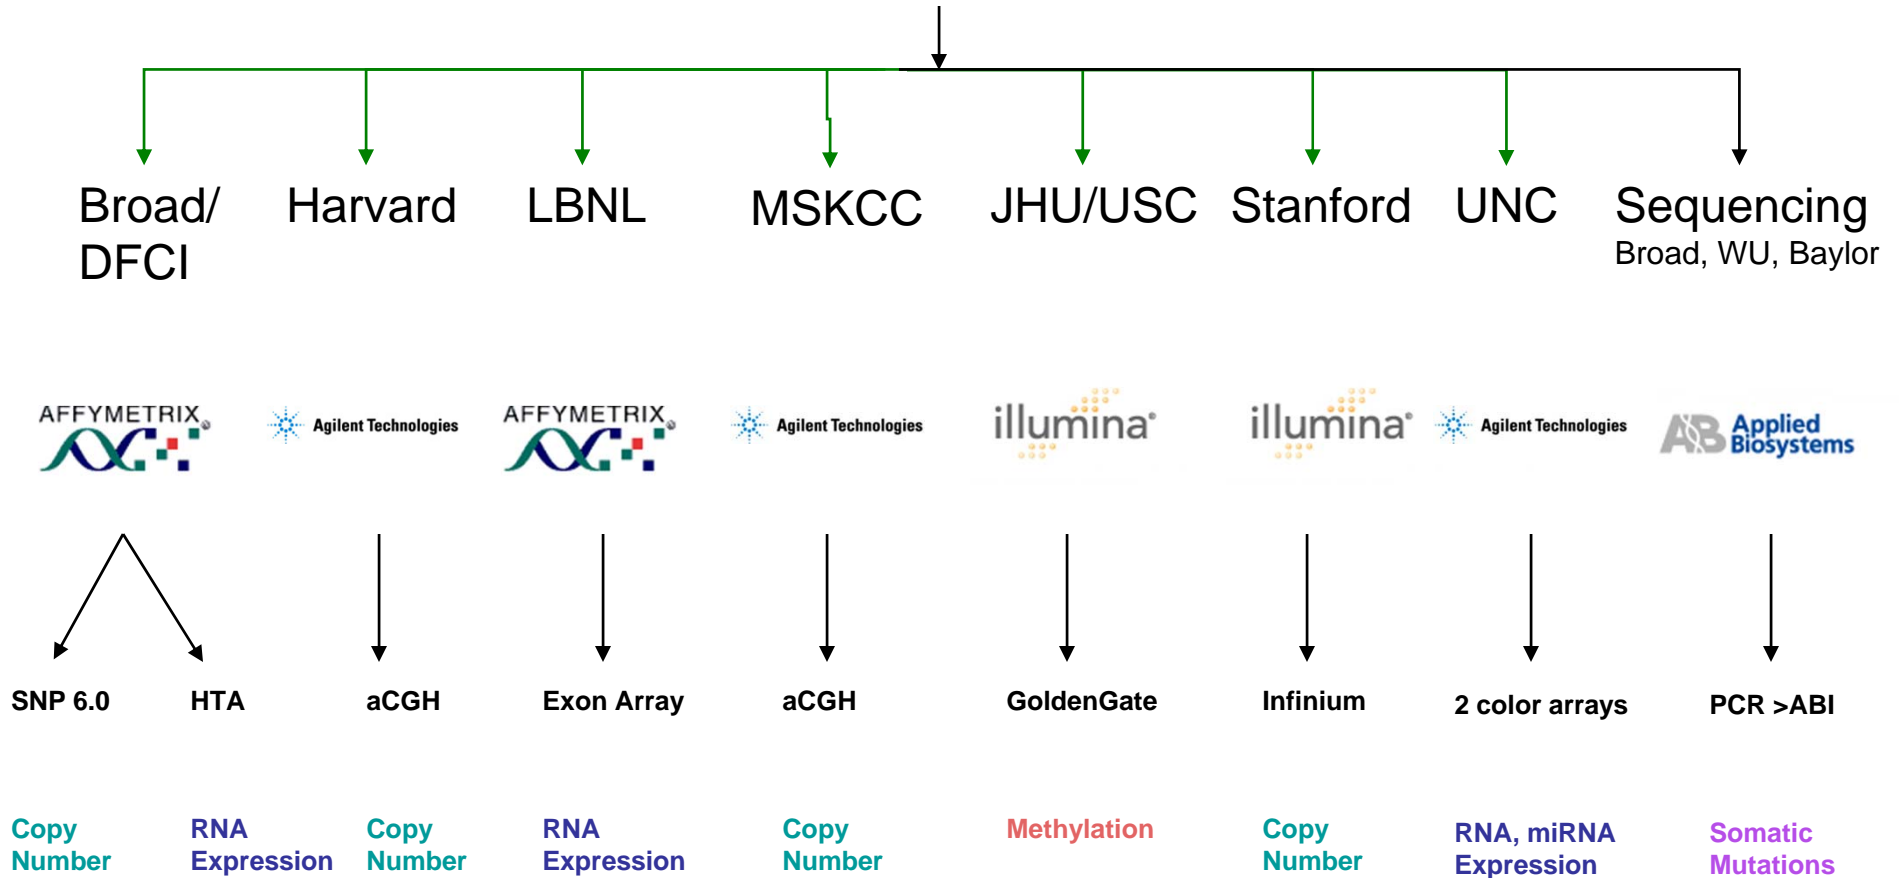 Broad/
DFCI
Harvard
LBNL
MSKCC
JHU/USC
Stanford
UNC
Sequencing
Broad, WU, Baylor
AFFYMETRIX®
Agilent Technologies
AFFYMETRIX®
Agilent Technologies
illumina®
illumina®
Agilent Technologies
AB Applied
Biosystems
SNP 6.0
HTA
aCGH
Exon Array
aCGH
GoldenGate
Infinium
2 color arrays
PCR >ABI
Copy
Number
RNA
Expression
Copy
Number
RNA
Expression
Copy
Number
Methylation
Copy
Number
RNA, miRNA
Expression
Somatic
Mutations